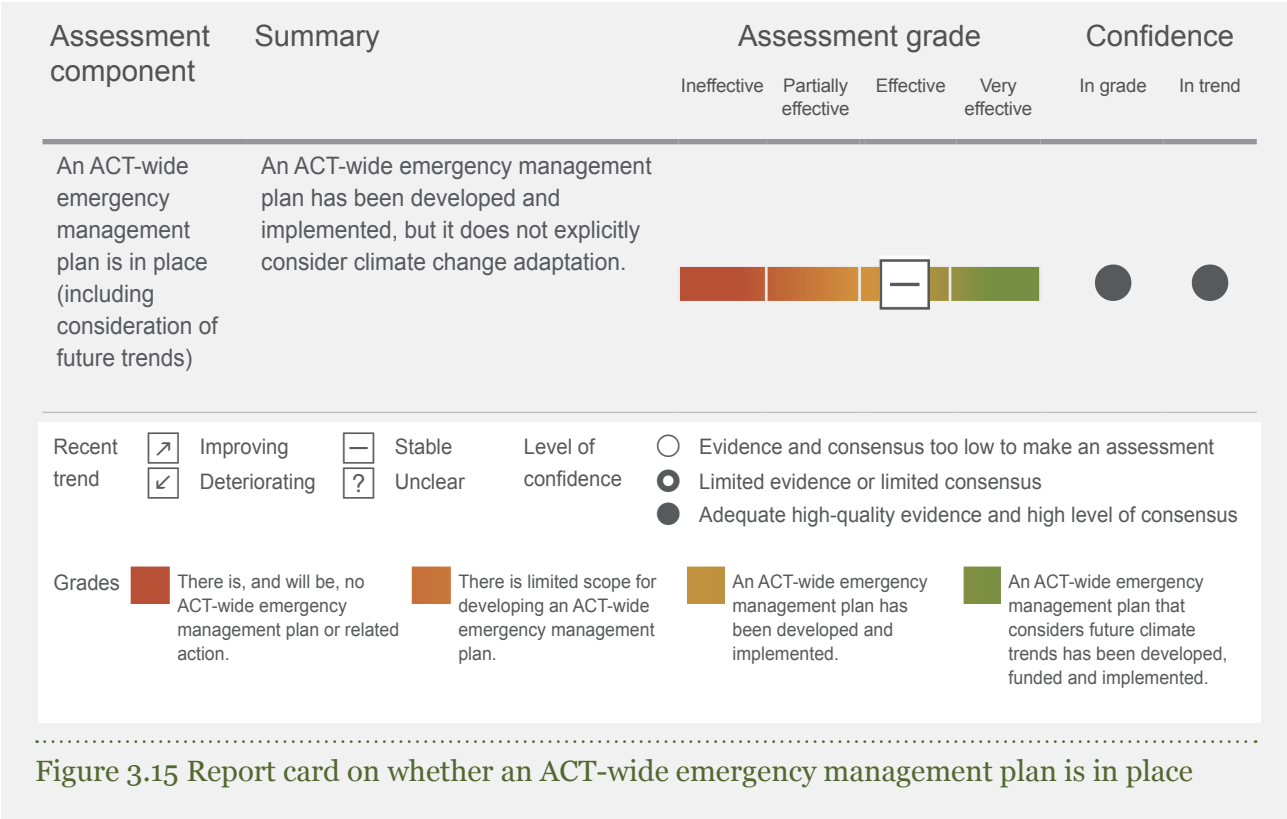 Assessment component
Summary
Assessment grade
Confidence
Ineffective
Partially effective
Effective
Very effective
In grade
In trend
An ACT-wide
emergency
management
plan is in place
(including
consideration of
future trends)
An ACT-wide emergency management
plan has been developed and
implemented, but it does not explicitly
consider climate change adaptation.
Recent trend
Improving
Deteriorating
Stable
? Unclear
Level of confidence
Evidence and consensus too low to make an assessment
Limited evidence or limited consensus
Adequate high-quality evidence and high level of consensus
Grades
There is, and will be, no
ACT-wide emergency
management plan or related
action.
There is limited scope for
developing an ACT-wide
emergency management
plan.
An ACT-wide emergency
management plan has
been developed and
implemented.
An ACT-wide emergency
management plan that
considers future climate
trends has been developed,
funded and implemented.
Figure 3.15 Report card on whether an ACT-wide emergency management plan is in place